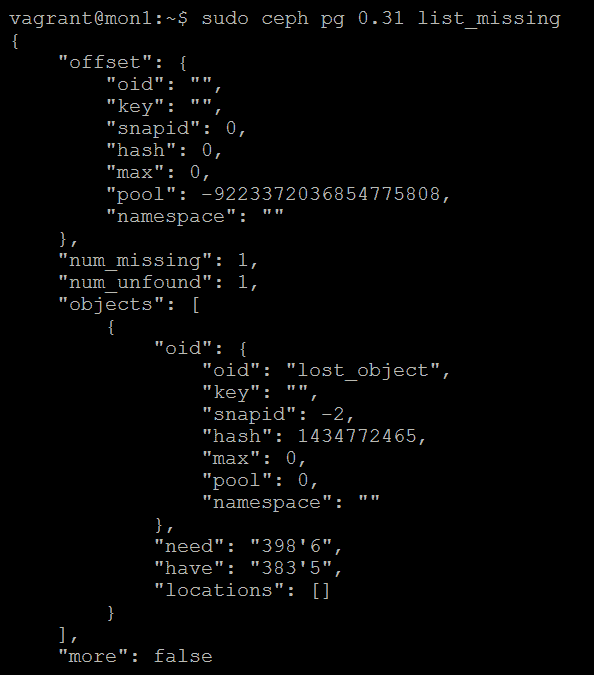 vagrant@mon1:~$ sudo ceph pg 0.31 list_missing
{
    "offset": {
        "oid": "",
        "key": "",
        "snapid": 0,
        "hash": 0,
        "max": 0,
        "pool": -9223372036854775808,
        "namespace": ""
    },
    "num_missing": 1,
    "num_unfound": 1,
    "objects": [
        {
            "oid": {
                "oid": "lost_object",
                "key": "",
                "snapid": -2,
                "hash": 1434772465,
                "max": 0,
                "pool": 0,
                "namespace": ""
            },
            "need": "398'6",
            "have": "383'5",
            "locations": []
        }
    ],
    "more": false